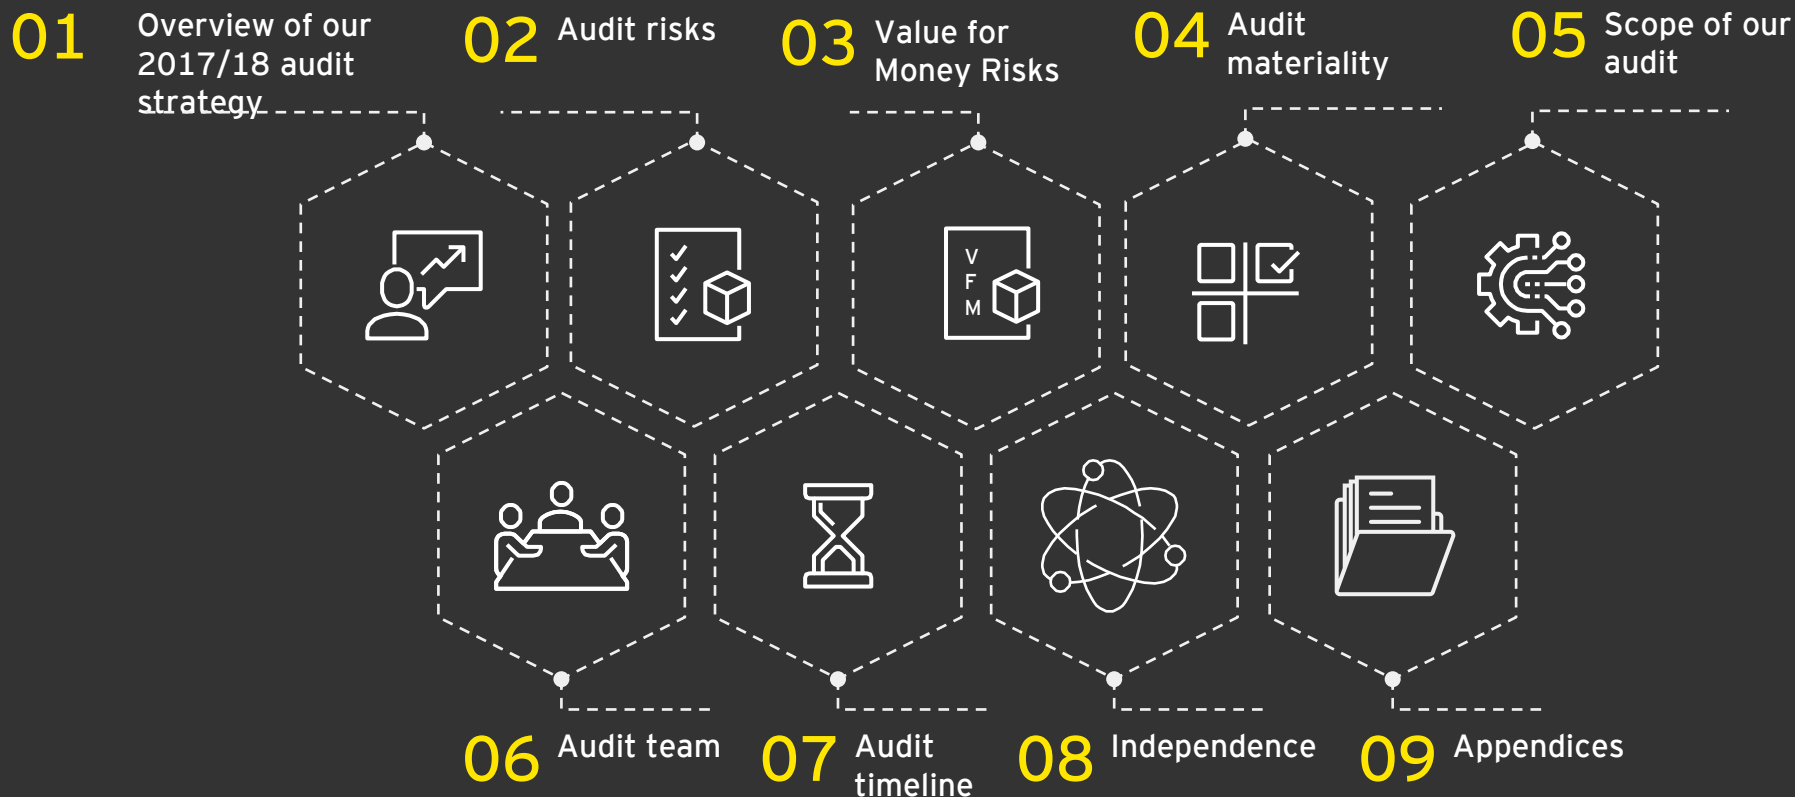 01 Overview of our
2017/18 audit
strategy
02 Audit risks
03 Value for
Money Risks
04 Audit
materiality
05 Scope of our
audit
V
F
M
06 Audit team
07 Audit
timeline
08 Independence
09 Appendices